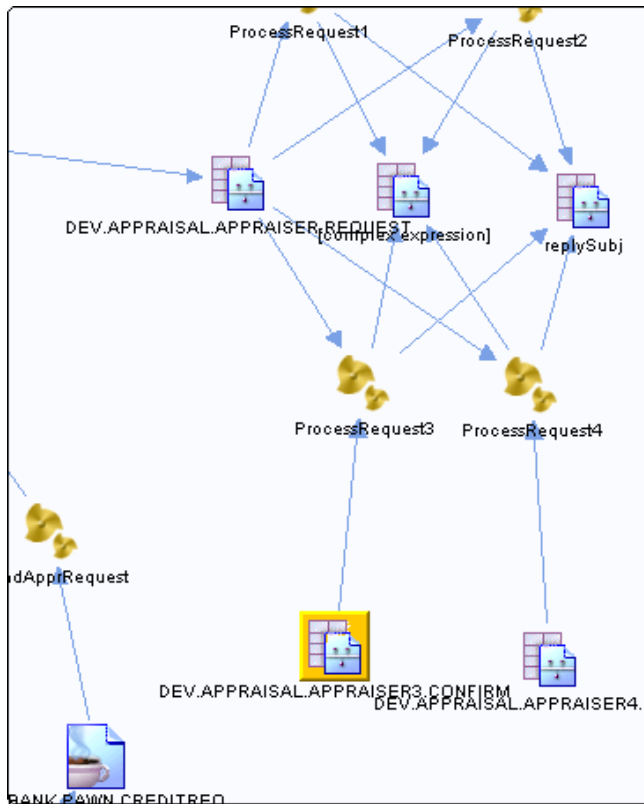 ProcessRequest1
ProcessRequest2
DEV.APPRAISAL.APPRAISER.REQUEST
[complex expression]
replySubj
ProcessRequest3
ProcessRequest4
ndApprRequest
DEV.APPRAISAL.APPRAISER3.CONFIRM
DEV.APPRAISAL.APPRAISER4.
BANK.PAWN.CREDITREQ